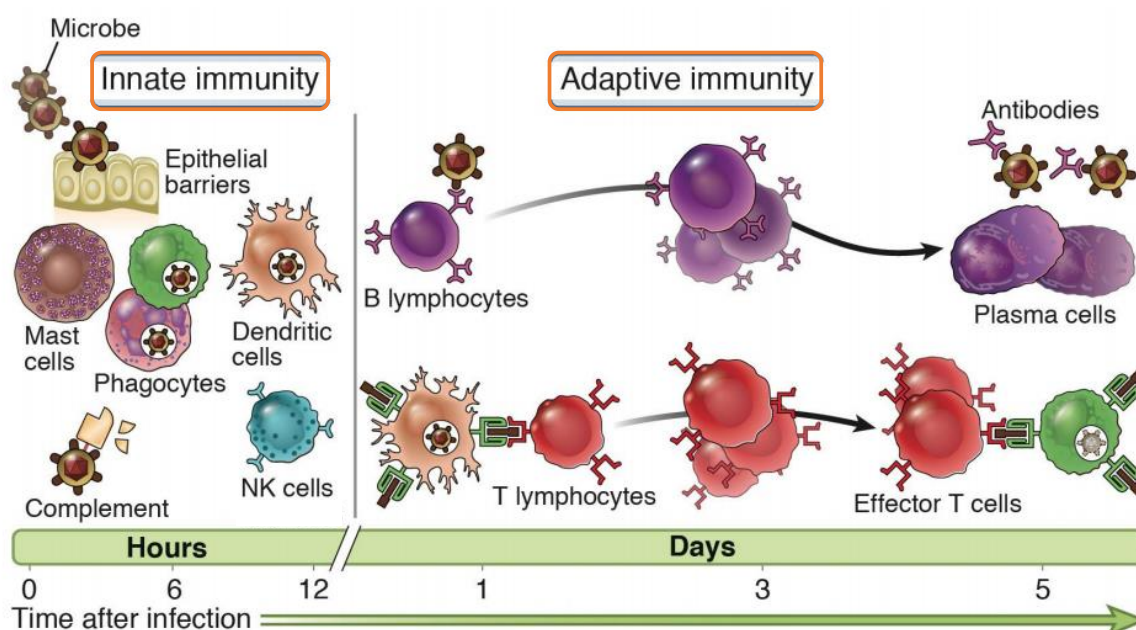 Microbe
Innate immunity
Adaptive immunity
Epithelial
barriers
Mast
cells
Phagocytes
Dendritic
cells
Complement
NK cells
B lymphocytes
Antibodies
Plasma cells
T lymphocytes
Effector T cells
Hours
Days
0
6
12
1
3
5
Time after infection